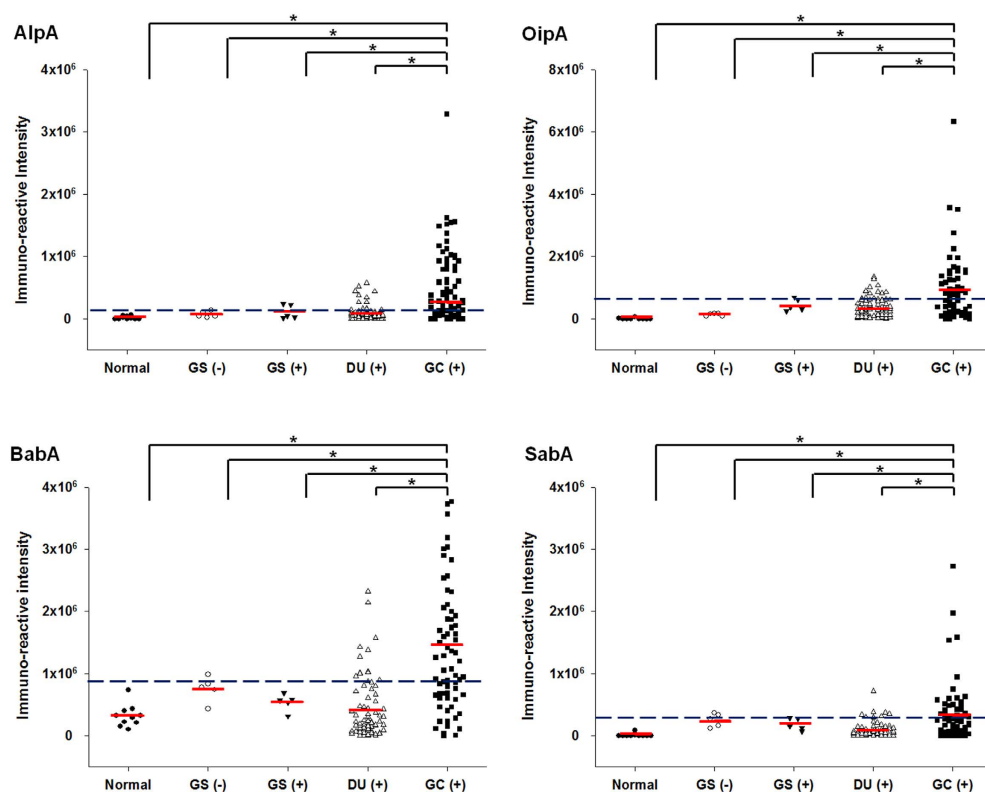 AlpA
* * * *
Immuno-reactive Intensity
4x10⁶
3x10⁶
2x10⁶
1x10⁶
0
Normal GS (-) GS (+) DU (+) GC (+)
OipA
* * * *
Immuno-reactive Intensity
8x10⁶
6x10⁶
4x10⁶
2x10⁶
0
Normal GS (-) GS (+) DU (+) GC (+)
BabA
* * * *
Immuno-reactive intensity
4x10⁶
3x10⁶
2x10⁶
1x10⁶
0
Normal GS (-) GS (+) DU (+) GC (+)
SabA
* * * *
Immuno-reactive Intensity
4x10⁶
3x10⁶
2x10⁶
1x10⁶
0
Normal GS (-) GS (+) DU (+) GC (+)